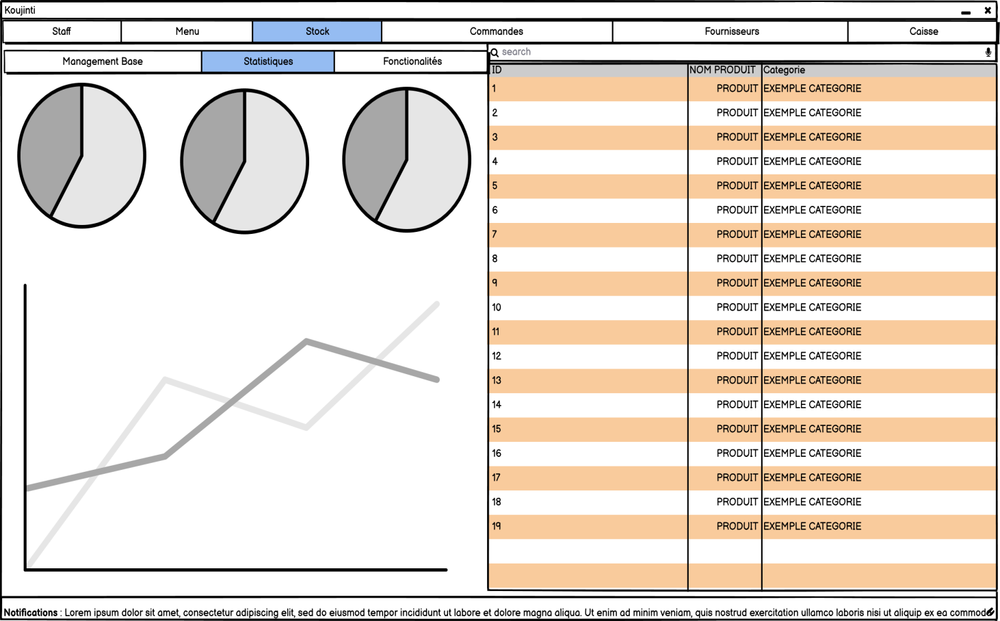 Koujinti
Staff Menu Stock Commandes Fournisseurs Caisse
Management Base Statistiques Fonctionalités
search
ID NOM PRODUIT Categorie
1 PRODUIT EXEMPLE CATEGORIE
2 PRODUIT EXEMPLE CATEGORIE
3 PRODUIT EXEMPLE CATEGORIE
4 PRODUIT EXEMPLE CATEGORIE
5 PRODUIT EXEMPLE CATEGORIE
6 PRODUIT EXEMPLE CATEGORIE
7 PRODUIT EXEMPLE CATEGORIE
8 PRODUIT EXEMPLE CATEGORIE
9 PRODUIT EXEMPLE CATEGORIE
10 PRODUIT EXEMPLE CATEGORIE
11 PRODUIT EXEMPLE CATEGORIE
12 PRODUIT EXEMPLE CATEGORIE
13 PRODUIT EXEMPLE CATEGORIE
14 PRODUIT EXEMPLE CATEGORIE
15 PRODUIT EXEMPLE CATEGORIE
16 PRODUIT EXEMPLE CATEGORIE
17 PRODUIT EXEMPLE CATEGORIE
18 PRODUIT EXEMPLE CATEGORIE
19 PRODUIT EXEMPLE CATEGORIE
Notifications : Lorem ipsum dolor sit amet, consectetur adipiscing elit, sed do eiusmod tempor incididunt ut labore et dolore magna aliqua. Ut enim ad minim veniam, quis nostrud exercitation ullamco laboris nisi ut aliquip ex ea commodo